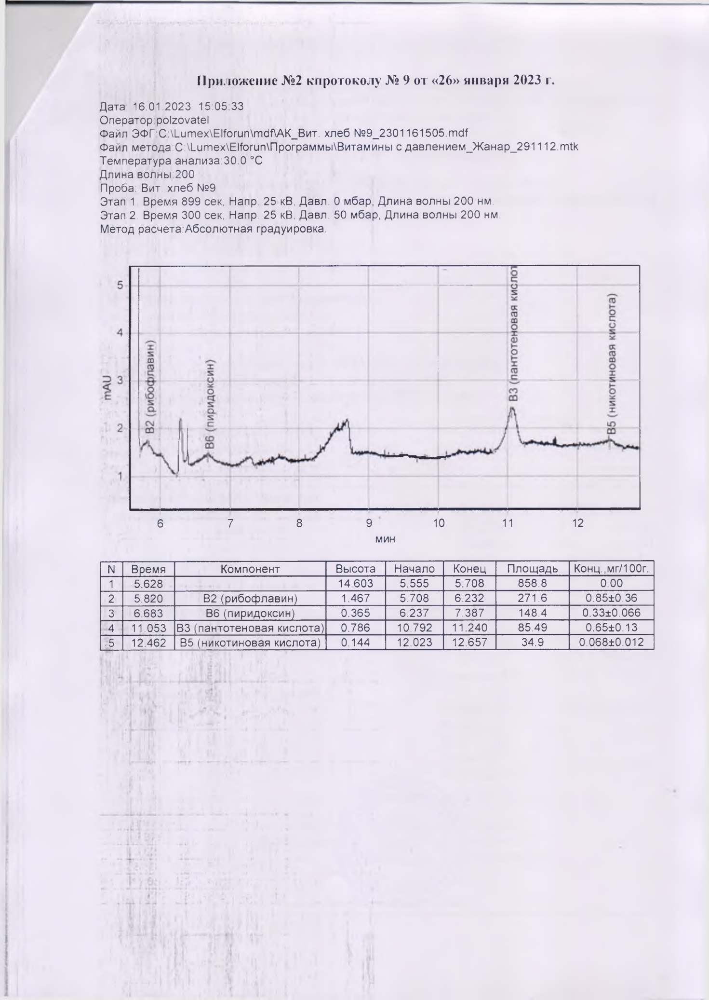 Приложение №2 кпротоколу № 9 от «26» января 2023 г.
Дата: 16.01.2023 15:05:33
Оператор:polzovatel
Файл ЭФГ:C:\Lumex\Elforun\mdf\АК_Вит. хлеб №9_2301161505.mdf
Файл метода:C:\Lumex\Elforun\Программы\Витамины с давлением_Жанар_291112.mtk
Температура анализа:30.0 °C
Длина волны:200
Проба: Вит. хлеб №9
Этап 1. Время 899 сек, Напр. 25 кВ, Давл. 0 мбар, Длина волны 200 нм.
Этап 2. Время 300 сек, Напр. 25 кВ, Давл. 50 мбар, Длина волны 200 нм.
Метод расчета:Абсолютная градуировка.
mAU
5
4
3
2
1
B2 (рибофлавин)
B6 (пиридоксин)
B3 (пантотеновая кислот
B5 (никотиновая кислота)
6 7 8 9 10 11 12
мин
N Время Компонент Высота Начало Конец Площадь Конц.,мг/100г.
1 5.628 14.603 5.555 5.708 858.8 0.00
2 5.820 B2 (рибофлавин) 1.467 5.708 6.232 271.6 0.85±0.36
3 6.683 B6 (пиридоксин) 0.365 6.237 7.387 148.4 0.33±0.066
4 11.053 B3 (пантотеновая кислота) 0.786 10.792 11.240 85.49 0.65±0.13
5 12.462 B5 (никотиновая кислота) 0.144 12.023 12.657 34.9 0.068±0.012